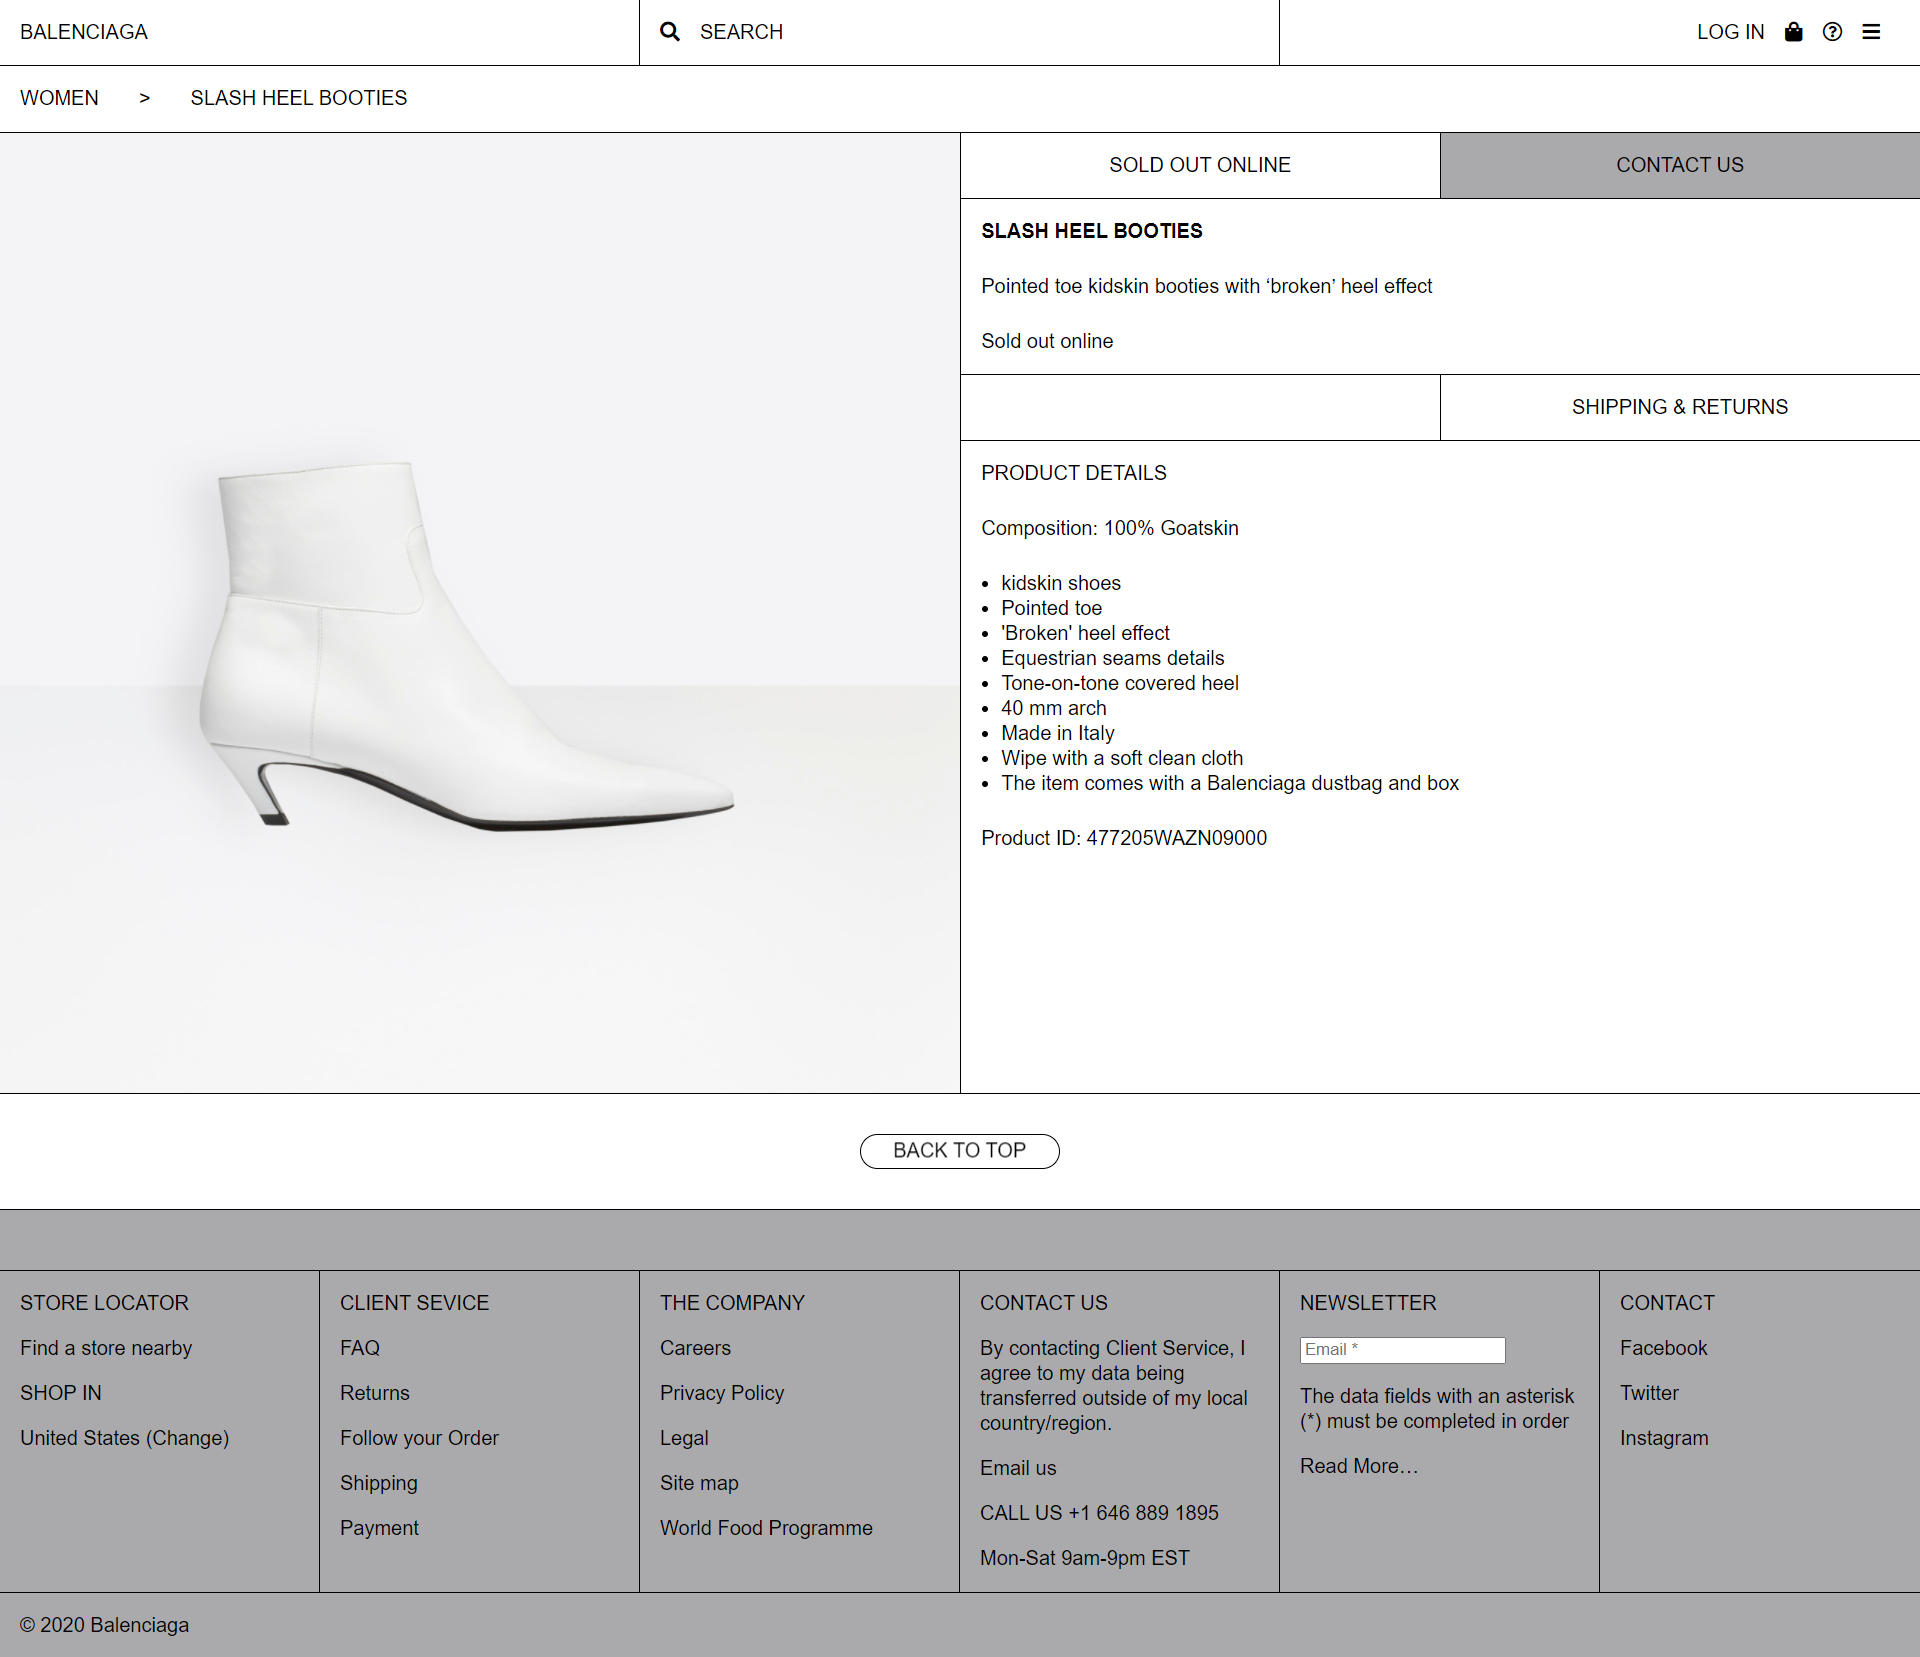 BALENCIAGA
SEARCH
LOG IN
WOMEN > SLASH HEEL BOOTIES
SOLD OUT ONLINE
CONTACT US
SLASH HEEL BOOTIES
Pointed toe kidskin booties with ‘broken’ heel effect
Sold out online
SHIPPING & RETURNS
PRODUCT DETAILS
Composition: 100% Goatskin
• kidskin shoes
• Pointed toe
• 'Broken' heel effect
• Equestrian seams details
• Tone-on-tone covered heel
• 40 mm arch
• Made in Italy
• Wipe with a soft clean cloth
• The item comes with a Balenciaga dustbag and box
Product ID: 477205WAZN09000
BACK TO TOP
STORE LOCATOR
Find a store nearby
SHOP IN
United States (Change)
CLIENT SEVICE
FAQ
Returns
Follow your Order
Shipping
Payment
THE COMPANY
Careers
Privacy Policy
Legal
Site map
World Food Programme
CONTACT US
By contacting Client Service, I
agree to my data being
transferred outside of my local
country/region.
Email us
CALL US +1 646 889 1895
Mon-Sat 9am-9pm EST
NEWSLETTER
Email *
The data fields with an asterisk
(*) must be completed in order
Read More…
CONTACT
Facebook
Twitter
Instagram
© 2020 Balenciaga